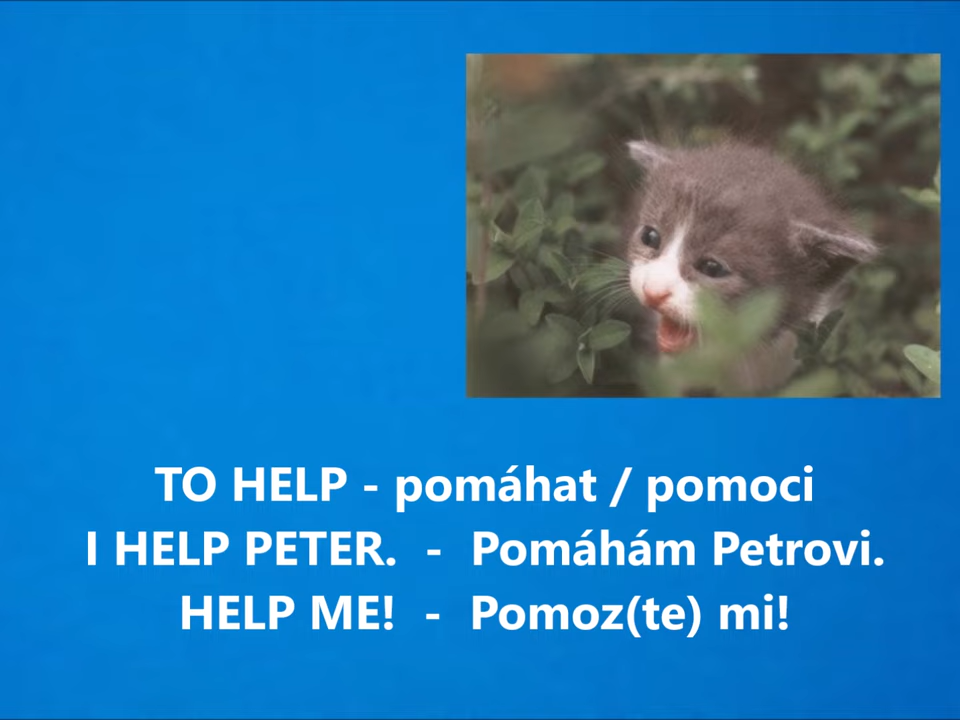 TO HELP - pomáhat / pomoci
I HELP PETER. - Pomáhám Petrovi.
HELP ME! - Pomoz(te) mi!